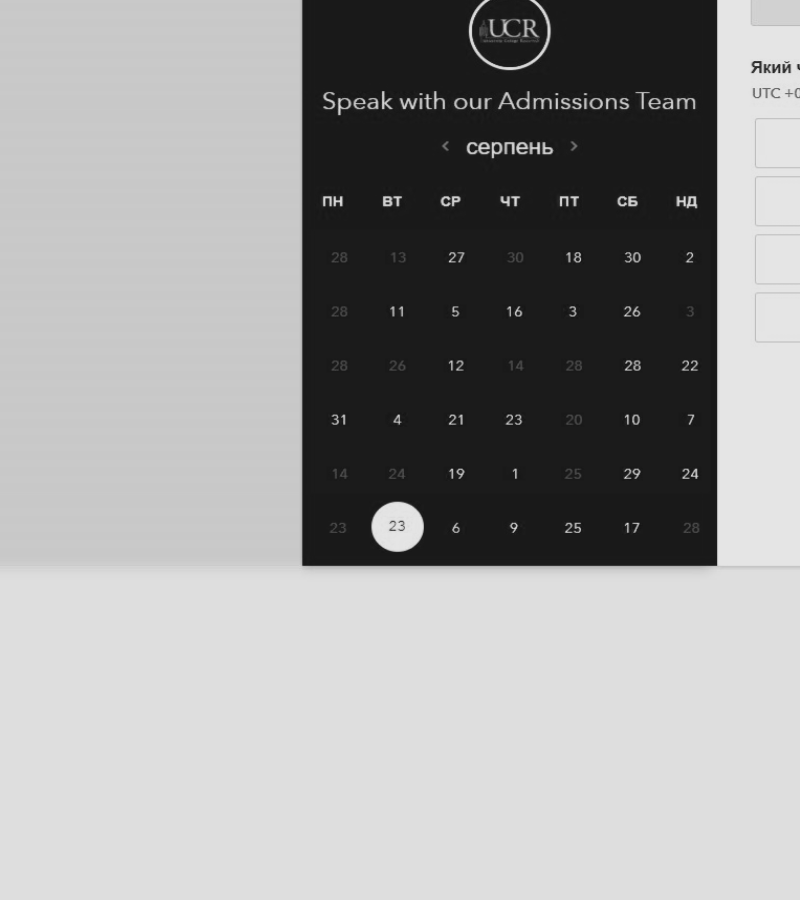 UCR
Speak with our Admissions Team
< серпень >
ПН ВТ СР ЧТ ПТ СБ НД
28 13 27 30 18 30 2
28 11 5 16 3 26 3
28 26 12 14 28 28 22
31 4 21 23 20 10 7
14 24 19 1 25 29 24
23 23 6 9 25 17 28
Який
UTC +0